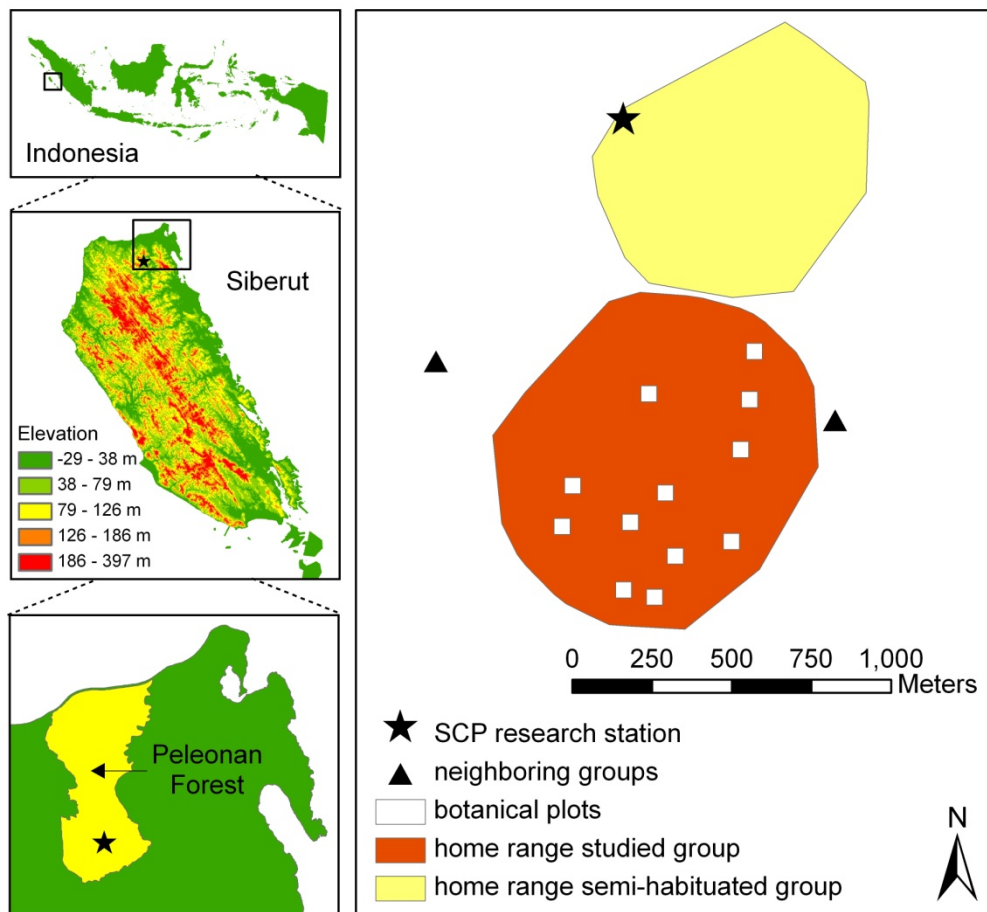 Indonesia
Siberut
Elevation
-29 - 38 m
38 - 79 m
79 - 126 m
126 - 186 m
186 - 397 m
Peleonan
Forest
0 250 500 750 1,000
Meters
SCP research station
neighboring groups
botanical plots
home range studied group
home range semi-habituated group
N